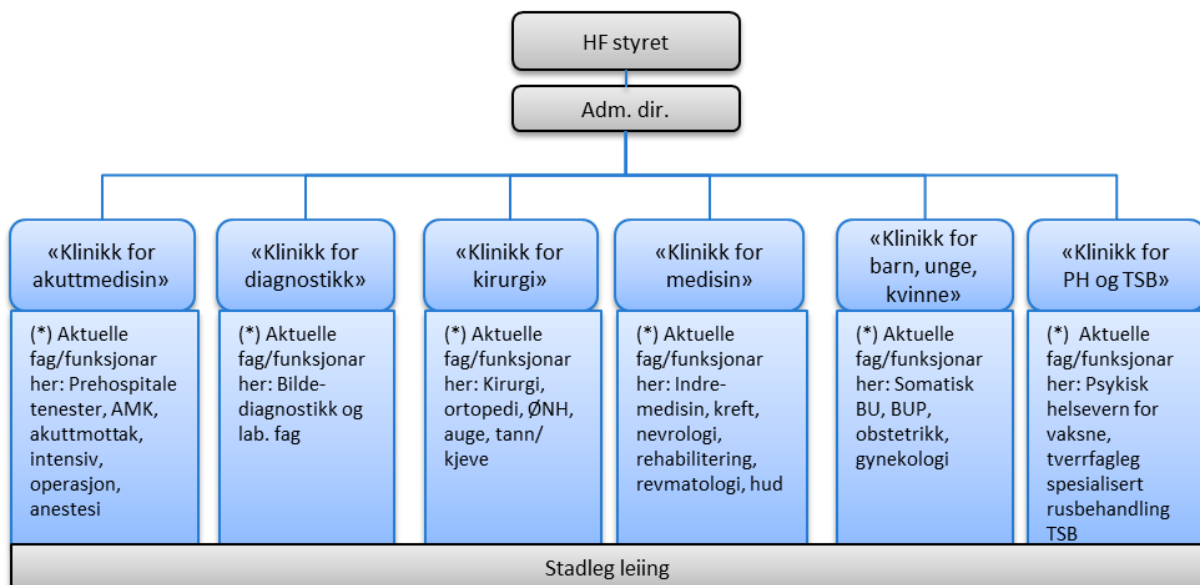 HF styret
Adm. dir.
«Klinikk for
akuttmedisin»
(*) Aktuelle
fag/funksjonar
her: Prehospitale
tenester, AMK,
akuttmottak,
intensiv,
operasjon,
anestesi
«Klinikk for
diagnostikk»
(*) Aktuelle
fag/funksjonar
her: Bilde-
diagnostikk og
lab. fag
«Klinikk for
kirurgi»
(*) Aktuelle
fag/funksjonar
her: Kirurgi,
ortopedi, ØNH,
auge, tann/
kjeve
«Klinikk for
medisin»
(*) Aktuelle
fag/funksjonar
her: Indre-
medisin, kreft,
nevrologi,
rehabilitering,
revmatologi, hud
«Klinikk for
barn, unge,
kvinne»
(*) Aktuelle
fag/funksjonar
her: Somatisk
BU, BUP,
obstetrikk,
gynekologi
«Klinikk for
PH og TSB»
(*) Aktuelle
fag/funksjonar
her: Psykisk
helsevern for
vaksne,
tverrfagleg
spesialisert
rusbehandling
TSB
Stadleg leiing